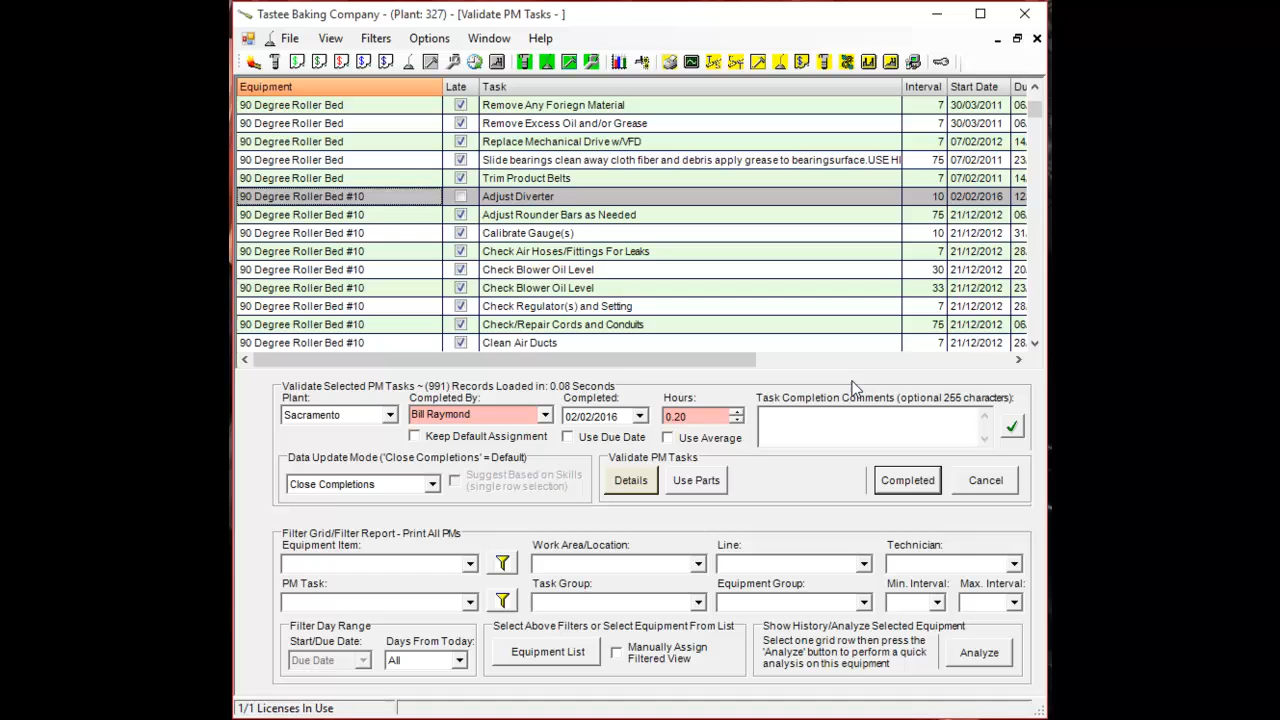 Tastee Baking Company - (Plant: 327) - [Validate PM Tasks - ]
File View Filters Options Window Help
Equipment Late Task Interval Start Date Du
90 Degree Roller Bed Remove Any Foriegn Material 7 30/03/2011 06.
90 Degree Roller Bed Remove Excess Oil and/or Grease 7 30/03/2011 06.
90 Degree Roller Bed Replace Mechanical Drive w/VFD 7 07/02/2012 14.
90 Degree Roller Bed Slide bearings clean away cloth fiber and debris apply grease to bearingsurface.USE HI 75 07/02/2011 23.
90 Degree Roller Bed Trim Product Belts 7 07/02/2011 14.
90 Degree Roller Bed #10 Adjust Diverter 10 02/02/2016 12.
90 Degree Roller Bed #10 Adjust Rounder Bars as Needed 75 21/12/2012 06.
90 Degree Roller Bed #10 Calibrate Gauge(s) 10 21/12/2012 31.
90 Degree Roller Bed #10 Check Air Hoses/Fittings For Leaks 7 21/12/2012 28.
90 Degree Roller Bed #10 Check Blower Oil Level 30 21/12/2012 20.
90 Degree Roller Bed #10 Check Blower Oil Level 33 21/12/2012 23.
90 Degree Roller Bed #10 Check Regulator(s) and Setting 7 21/12/2012 28.
90 Degree Roller Bed #10 Check/Repair Cords and Conduits 75 21/12/2012 06.
90 Degree Roller Bed #10 Clean Air Ducts 7 21/12/2012 28.
Validate Selected PM Tasks ~ (991) Records Loaded in: 0.08 Seconds
Plant: Completed By: Completed: Hours: Task Completion Comments (optional 255 characters):
Sacramento Bill Raymond 02/02/2016 0.20
Keep Default Assignment Use Due Date Use Average
Data Update Mode ('Close Completions' = Default) Validate PM Tasks
Close Completions Suggest Based on Skills (single row selection) Details Use Parts Completed Cancel
Filter Grid/Filter Report - Print All PMs
Equipment Item: Work Area/Location: Line: Technician:
PM Task: Task Group: Equipment Group: Min. Interval: Max. Interval:
Filter Day Range Select Above Filters or Select Equipment From List Show History/Analyze Selected Equipment
Start/Due Date: Days From Today:
Due Date All
Equipment List
Manually Assign
Filtered View
Select one grid row then press the
'Analyze' button to perform a quick
analysis on this equipment
Analyze
1/1 Licenses In Use